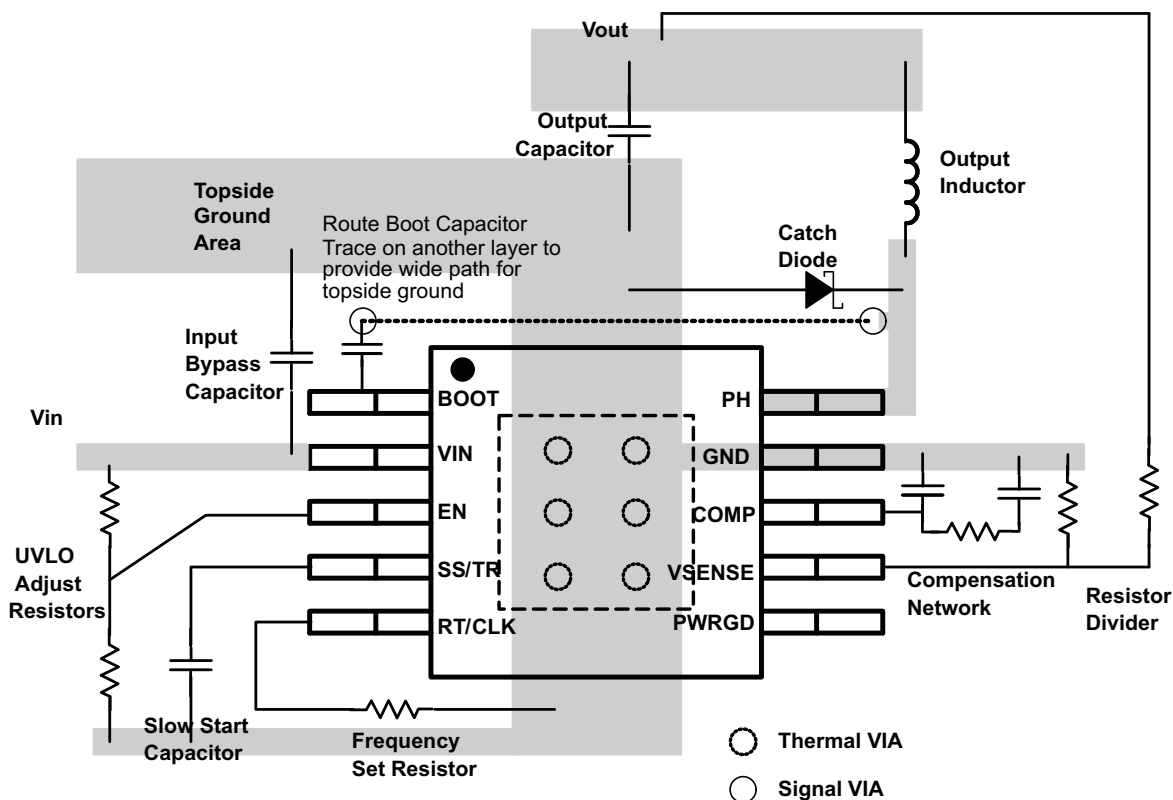 Vout
Output
Capacitor
Output
Inductor
Topside
Ground
Area
Route Boot Capacitor
Trace on another layer to
provide wide path for
topside ground
Catch
Diode
Input
Bypass
Capacitor
Vin
BOOT
VIN
EN
SS/TR
RT/CLK
PH
GND
COMP
VSENSE
PWRGD
UVLO
Adjust
Resistors
Compensation
Network
Resistor
Divider
Slow Start
Capacitor
Frequency
Set Resistor
Thermal VIA
Signal VIA